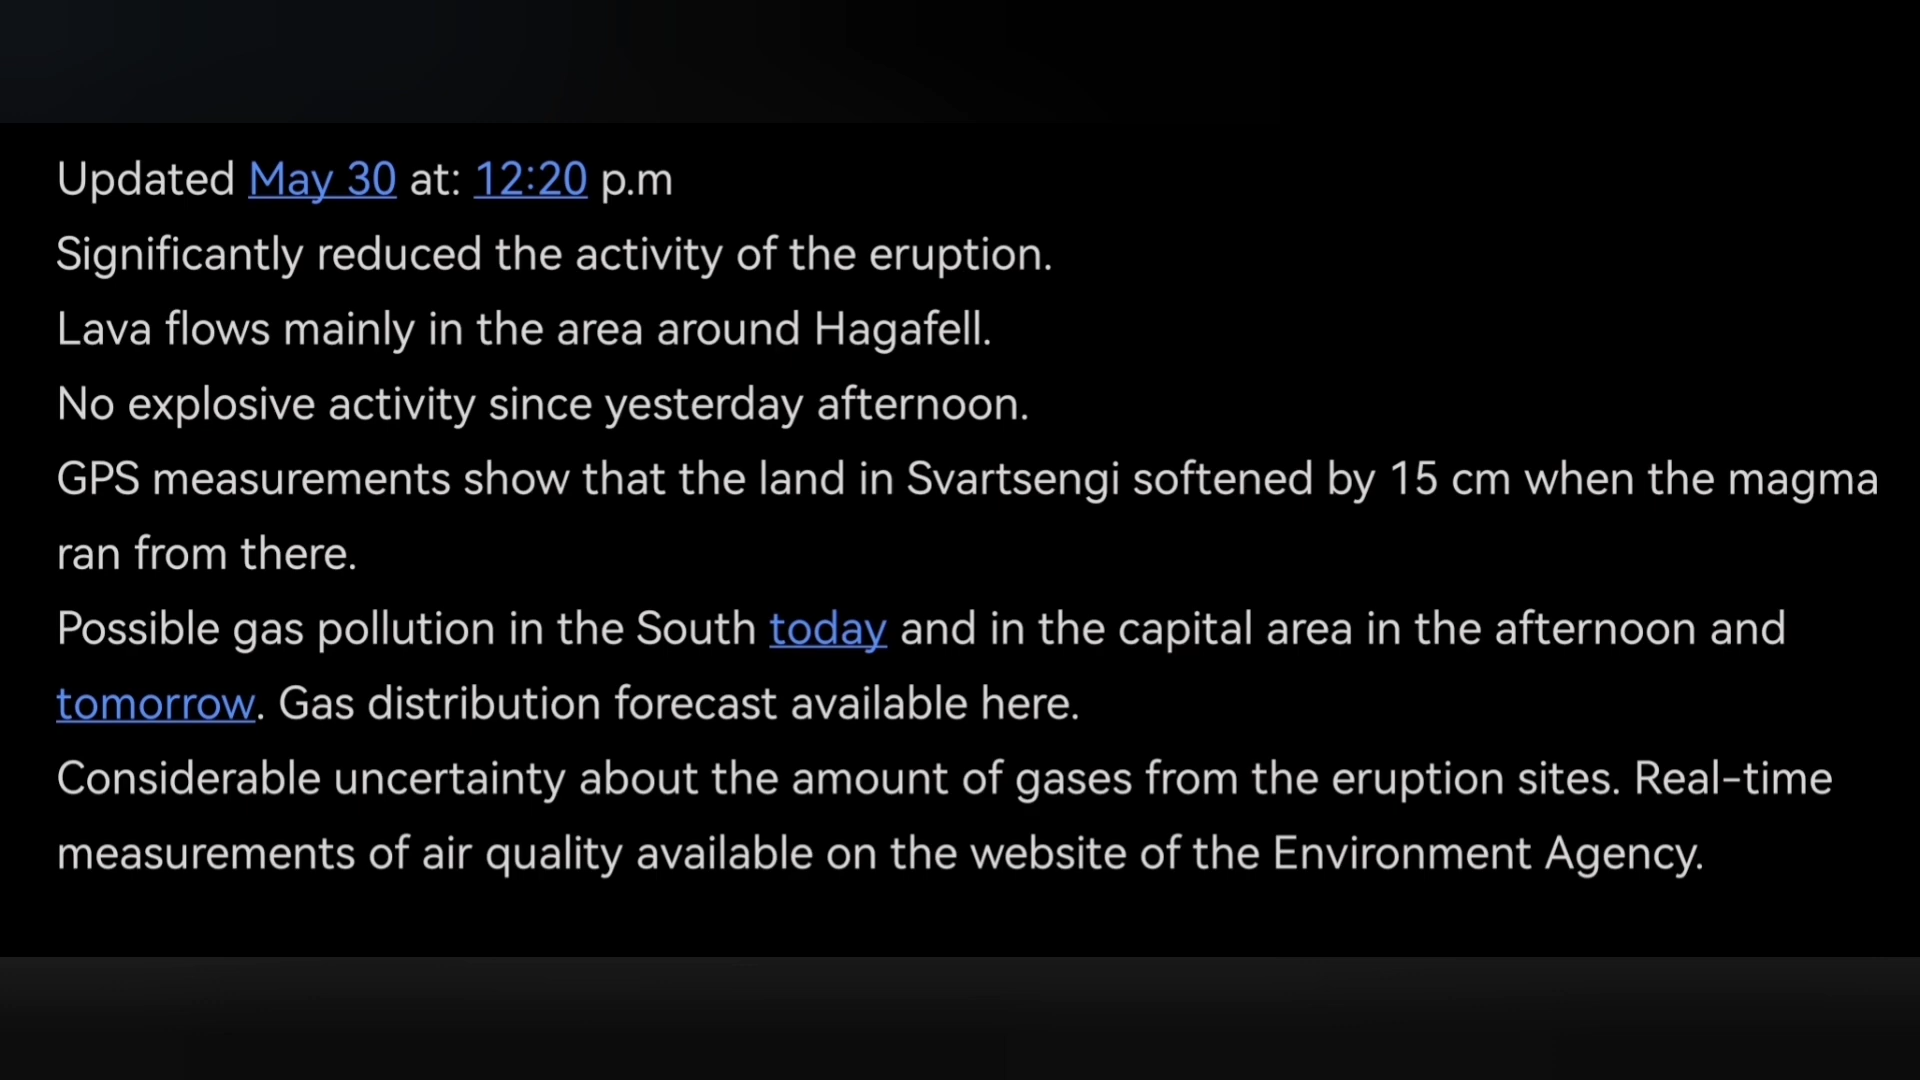 Updated May 30 at: 12:20 p.m
Significantly reduced the activity of the eruption.
Lava flows mainly in the area around Hagafell.
No explosive activity since yesterday afternoon.
GPS measurements show that the land in Svartsengi softened by 15 cm when the magma
ran from there.
Possible gas pollution in the South today and in the capital area in the afternoon and
tomorrow. Gas distribution forecast available here.
Considerable uncertainty about the amount of gases from the eruption sites. Real-time
measurements of air quality available on the website of the Environment Agency.